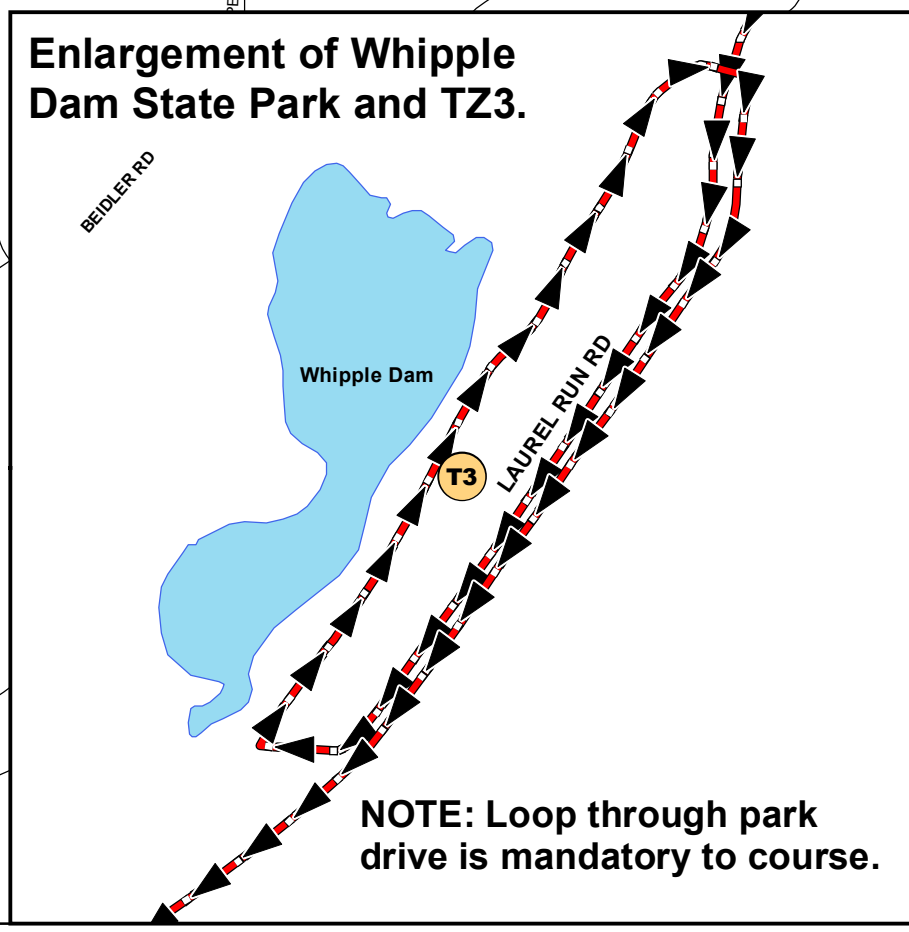 PE
Enlargement of Whipple
Dam State Park and TZ3.
BEIDLER RD
Whipple Dam
LAUREL RUN RD
T3
NOTE: Loop through park
drive is mandatory to course.